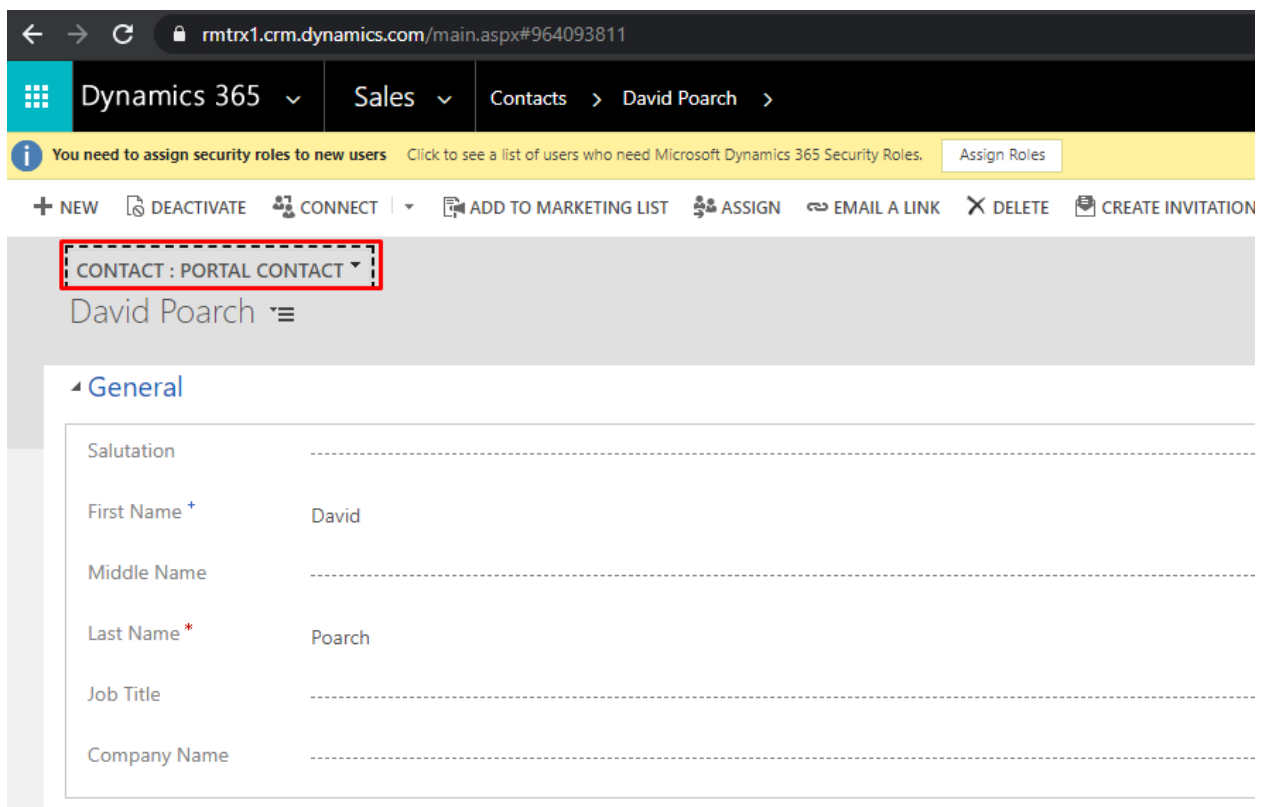 rmtrx1.crm.dynamics.com/main.aspx#964093811
Dynamics 365 Sales Contacts > David Poarch >
You need to assign security roles to new users Click to see a list of users who need Microsoft Dynamics 365 Security Roles. Assign Roles
NEW DEACTIVATE CONNECT ADD TO MARKETING LIST ASSIGN EMAIL A LINK DELETE CREATE INVITATION
CONTACT : PORTAL CONTACT
David Poarch
General
Salutation
First Name + David
Middle Name
Last Name * Poarch
Job Title
Company Name